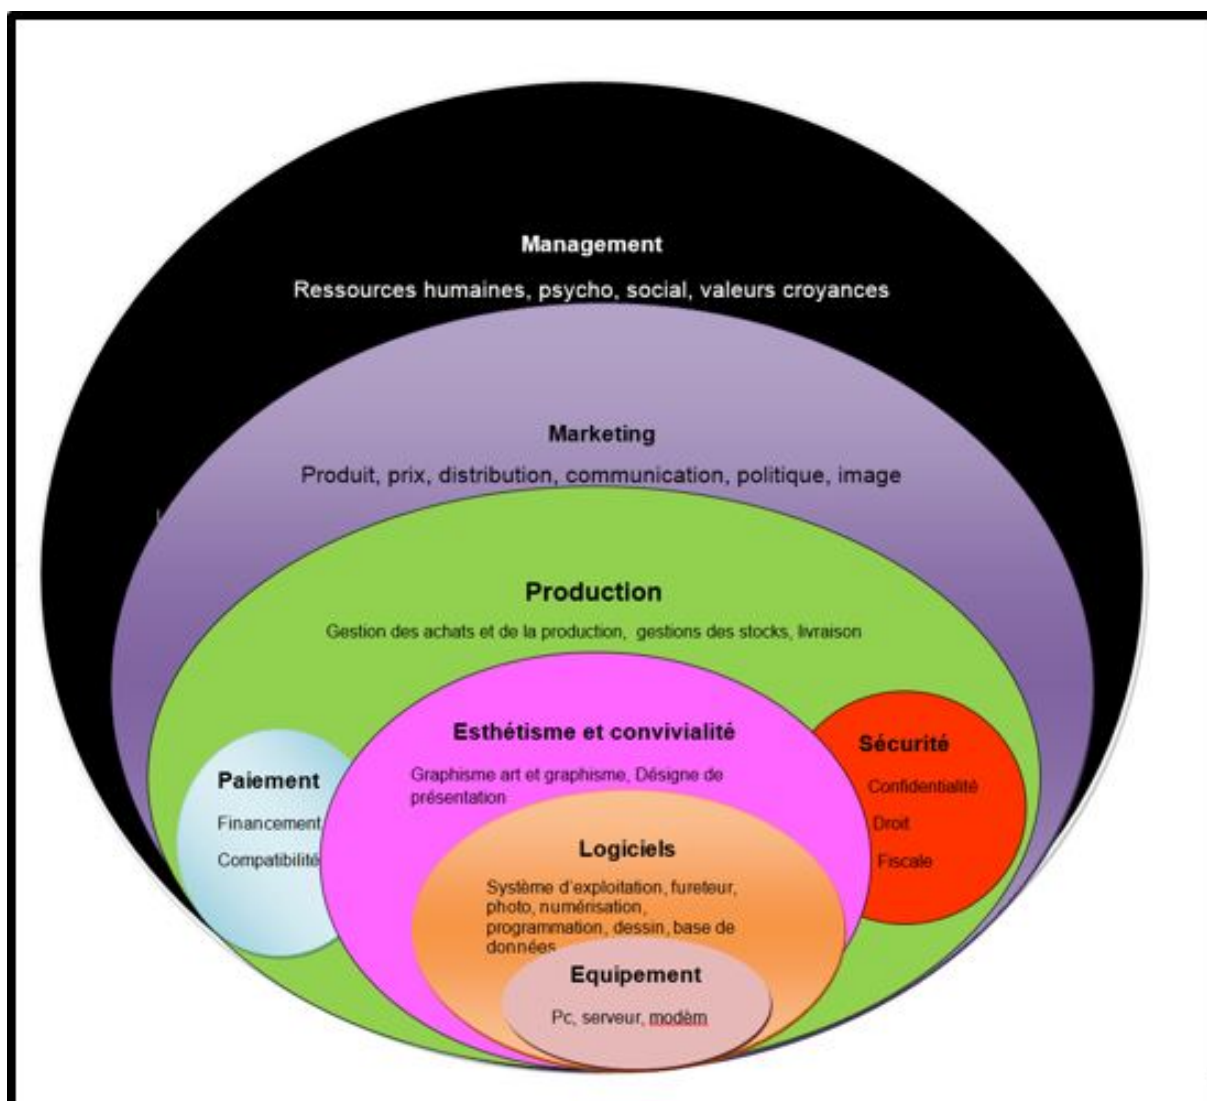 Management
Ressources humaines, psycho, social, valeurs croyances
Marketing
Produit, prix, distribution, communication, politique, image
Production
Gestion des achats et de la production, gestions des stocks, livraison
Esthétisme et convivialité
Graphisme art et graphisme, Désigne de
présentation
Paiement
Financement
Compatibilité
Sécurité
Confidentialité
Droit
Fiscale
Logiciels
Système d'exploitation, fureteur,
photo, numérisation,
programmation, dessin, base de
données
Equipement
Pc, serveur, modèm